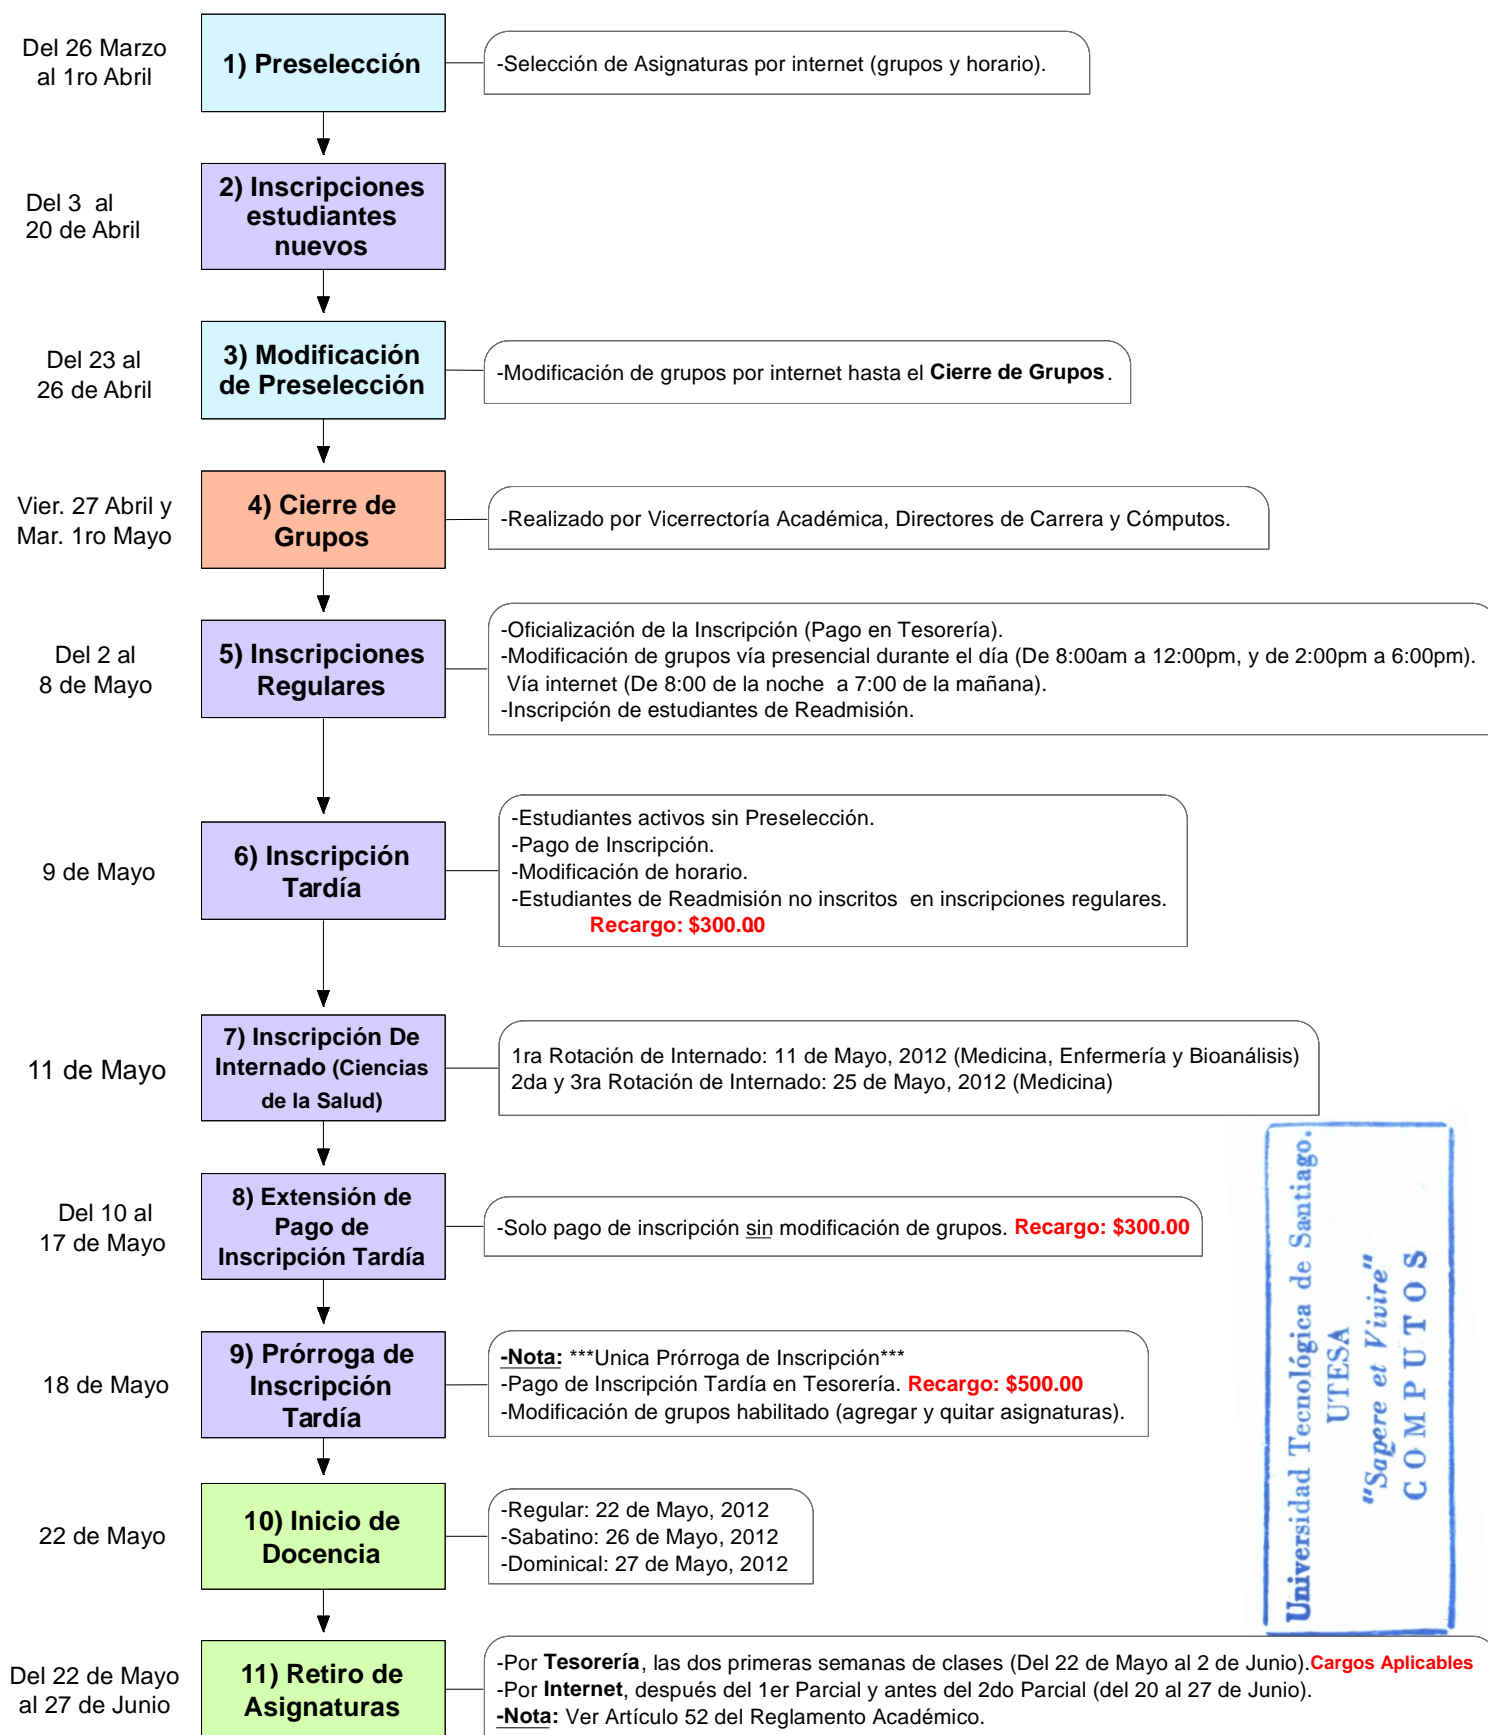 Del 26 Marzo
al 1ro Abril
1) Preselección
-Selección de Asignaturas por internet (grupos y horario).
Del 3 al
20 de Abril
2) Inscripciones
estudiantes
nuevos
Del 23 al
26 de Abril
3) Modificación
de Preselección
-Modificación de grupos por internet hasta el Cierre de Grupos.
Vier. 27 Abril y
Mar. 1ro Mayo
4) Cierre de
Grupos
-Realizado por Vicerrectoría Académica, Directores de Carrera y Cómputos.
Del 2 al
8 de Mayo
5) Inscripciones
Regulares
-Oficialización de la Inscripción (Pago en Tesorería).
-Modificación de grupos vía presencial durante el día (De 8:00am a 12:00pm, y de 2:00pm a 6:00pm).
Vía internet (De 8:00 de la noche a 7:00 de la mañana).
-Inscripción de estudiantes de Readmisión.
9 de Mayo
6) Inscripción
Tardía
-Estudiantes activos sin Preselección.
-Pago de Inscripción.
-Modificación de horario.
-Estudiantes de Readmisión no inscritos en inscripciones regulares.
Recargo: $300.00
11 de Mayo
7) Inscripción De
Internado (Ciencias
de la Salud)
1ra Rotación de Internado: 11 de Mayo, 2012 (Medicina, Enfermería y Bioanálisis)
2da y 3ra Rotación de Internado: 25 de Mayo, 2012 (Medicina)
Del 10 al
17 de Mayo
8) Extensión de
Pago de
Inscripción Tardía
-Solo pago de inscripción sin modificación de grupos. Recargo: $300.00
18 de Mayo
9) Prórroga de
Inscripción
Tardía
-Nota: ***Unica Prórroga de Inscripción***
-Pago de Inscripción Tardía en Tesorería. Recargo: $500.00
-Modificación de grupos habilitado (agregar y quitar asignaturas).
22 de Mayo
10) Inicio de
Docencia
-Regular: 22 de Mayo, 2012
-Sabatino: 26 de Mayo, 2012
-Dominical: 27 de Mayo, 2012
Del 22 de Mayo
al 27 de Junio
11) Retiro de
Asignaturas
-Por Tesorería, las dos primeras semanas de clases (Del 22 de Mayo al 2 de Junio).Cargos Aplicables
-Por Internet, después del 1er Parcial y antes del 2do Parcial (del 20 al 27 de Junio).
-Nota: Ver Artículo 52 del Reglamento Académico.
Universidad Tecnológica de Santiago.
UTESA
"Sapere et Vivire"
COMPUTOS